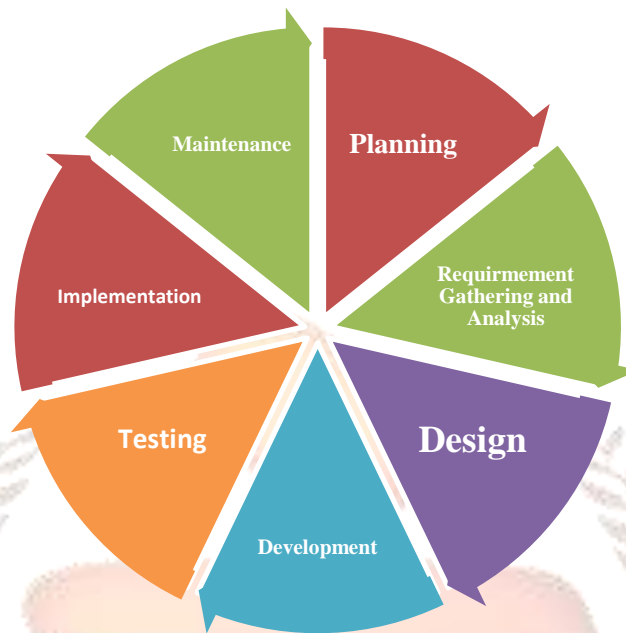 Planning
Requirmement
Gathering and
Analysis
Design
Development
Testing
Implementation
Maintenance